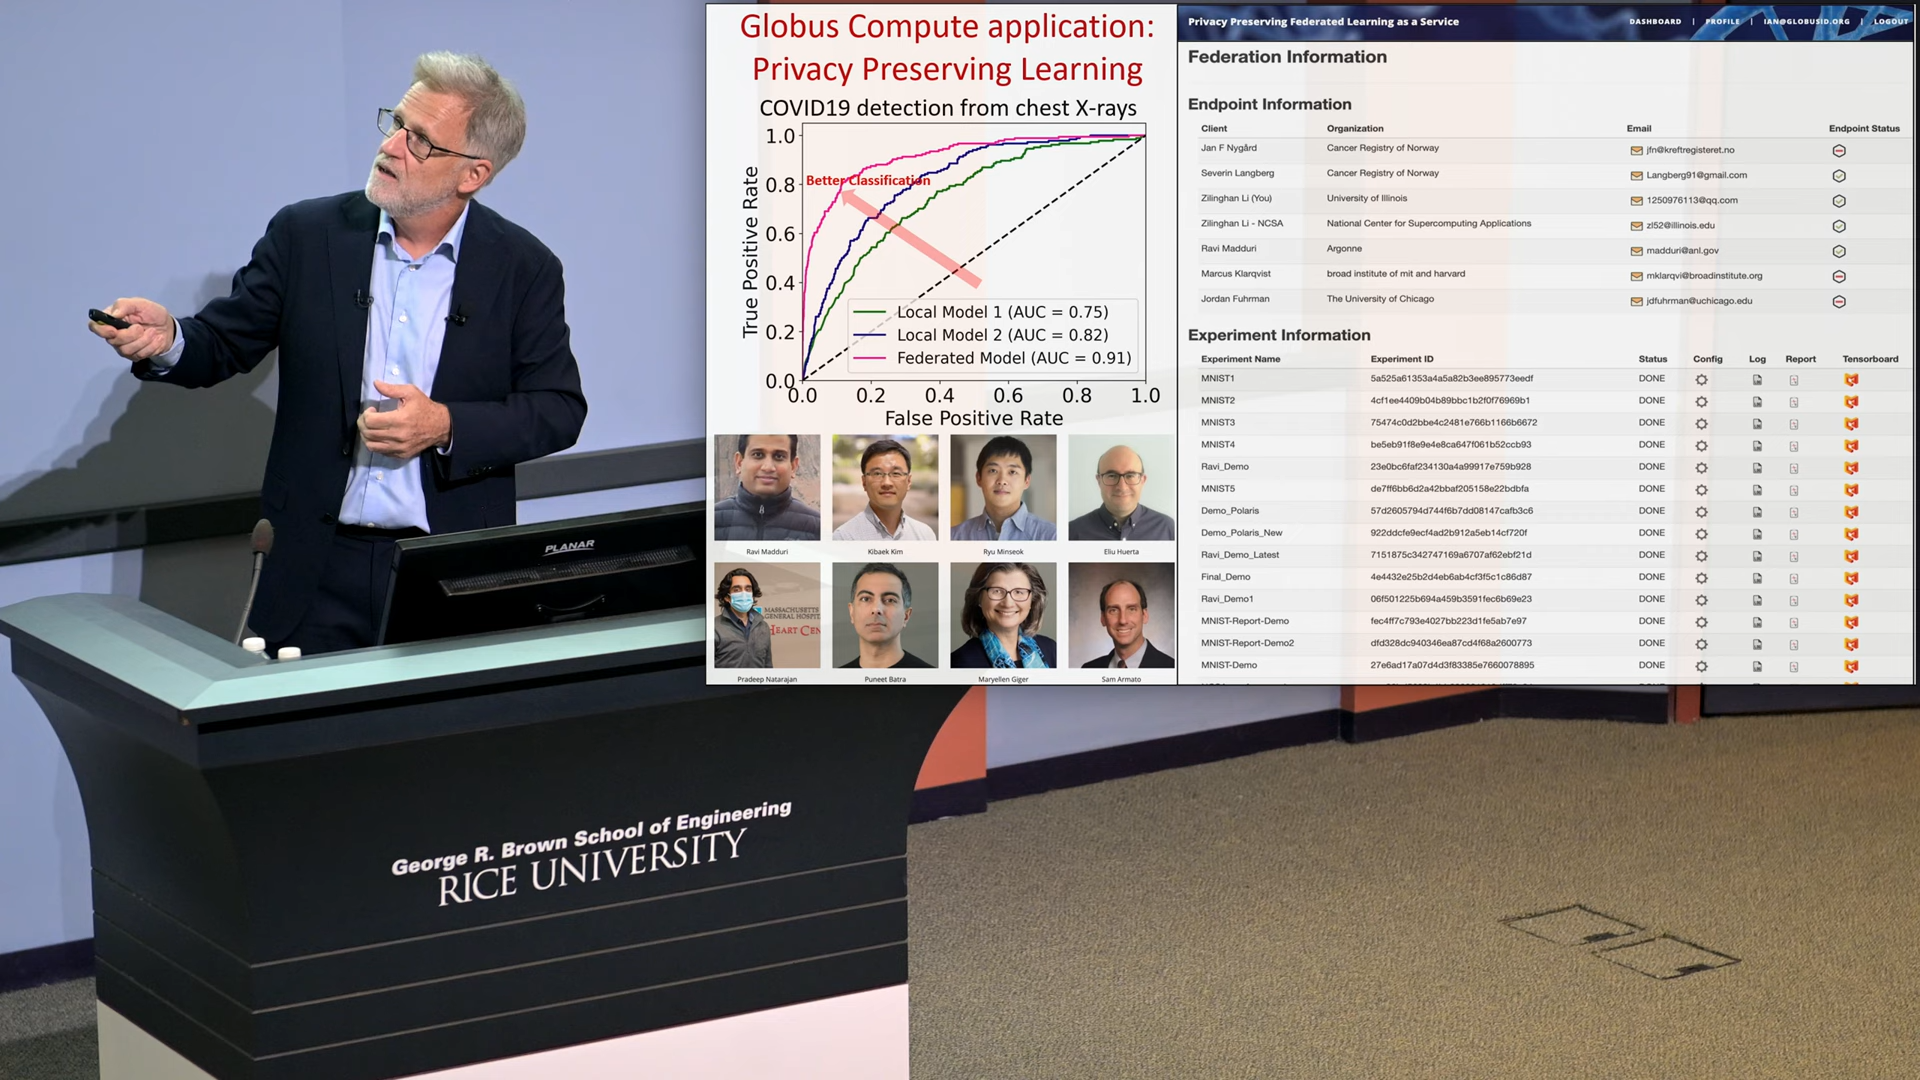 Globus Compute application:
Privacy Preserving Learning
COVID19 detection from chest X-rays
1.0
0.8
0.6
0.4
0.2
0.0
True Positive Rate
Better Classification
Local Model 1 (AUC = 0.75)
Local Model 2 (AUC = 0.82)
Federated Model (AUC = 0.91)
0.0 0.2 0.4 0.6 0.8 1.0
False Positive Rate
Ravi Madduri Kibaek Kim Ryu Minseok Eliu Huerta
MASSACHUSETTS
GENERAL HOSPIT
HEART CEN
Pradeep Natarajan Puneet Batra Maryellen Giger Sam Armato
Privacy Preserving Federated Learning as a Service DASHBOARD | PROFILE | IAN@GLOBUSID.ORG | LOGOUT
Federation Information
Endpoint Information
Client Organization Email Endpoint Status
Jan F Nygård Cancer Registry of Norway jfn@kreftregisteret.no
Severin Langberg Cancer Registry of Norway Langberg91@gmail.com
Zilinghan Li (You) University of Illinois 1250976113@qq.com
Zilinghan Li - NCSA National Center for Supercomputing Applications zl52@illinois.edu
Ravi Madduri Argonne madduri@anl.gov
Marcus Klarqvist broad institute of mit and harvard mklarqvi@broadinstitute.org
Jordan Fuhrman The University of Chicago jdfuhrman@uchicago.edu
Experiment Information
Experiment Name Experiment ID Status Config Log Report Tensorboard
MNIST1 5a525a61353a4a5a82b3ee895773eedf DONE
MNIST2 4cf1ee4409b04b89bbc1b2f0f76969b1 DONE
MNIST3 75474c0d2bbe4c2481e766b1166b6672 DONE
MNIST4 be5eb91f8e9e4e8ca647f061b52ccb93 DONE
Ravi_Demo 23e0bc6faf234130a4a99917e759b928 DONE
MNIST5 de7ff6bb6d2a42bbaf205158e22bdbfa DONE
Demo_Polaris 57d2605794d744f6b7dd08147cafb3c6 DONE
Demo_Polaris_New 922ddcfe9ecf4ad2b912a5eb14cf720f DONE
Ravi_Demo_Latest 7151875c342747169a6707af62ebf21d DONE
Final_Demo 4e4432e25b2d4eb6ab4cf3f5c1c86d87 DONE
Ravi_Demo1 06f501225b694a459b3591fec6b69e23 DONE
MNIST-Report-Demo fec4ff7c793e4027bb223d1fe5ab7e97 DONE
MNIST-Report-Demo2 dfd328dc940346ea87cd4f68a2600773 DONE
MNIST-Demo 27e6ad17a07d4d3f83385e7660078895 DONE
PLANAR
George R. Brown School of Engineering
RICE UNIVERSITY